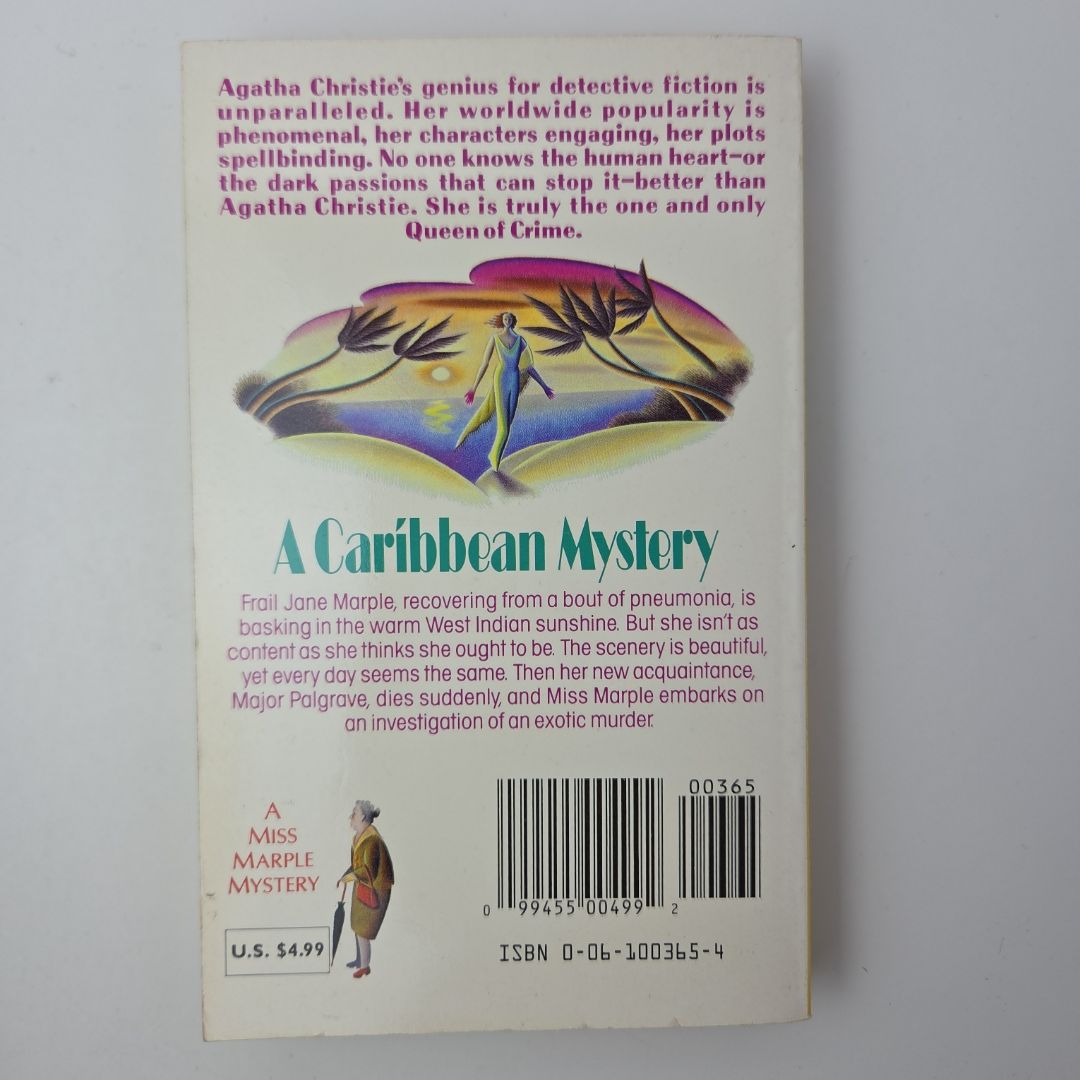 Agatha Christie's genius for detective fiction is
unparalleled. Her worldwide popularity is
phenomenal, her characters engaging, her plots
spellbinding. No one knows the human heart–or
the dark passions that can stop it–better than
Agatha Christie. She is truly the one and only
Queen of Crime.
A Caribbean Mystery
Frail Jane Marple, recovering from a bout of pneumonia, is
basking in the warm West Indian sunshine. But she isn't as
content as she thinks she ought to be. The scenery is beautiful,
yet every day seems the same. Then her new acquaintance,
Major Palgrave, dies suddenly, and Miss Marple embarks on
an investigation of an exotic murder.
A
MISS
MARPLE
MYSTERY
U.S. $4.99
00365
0 99455 00499 2
ISBN 0-06-100365-4